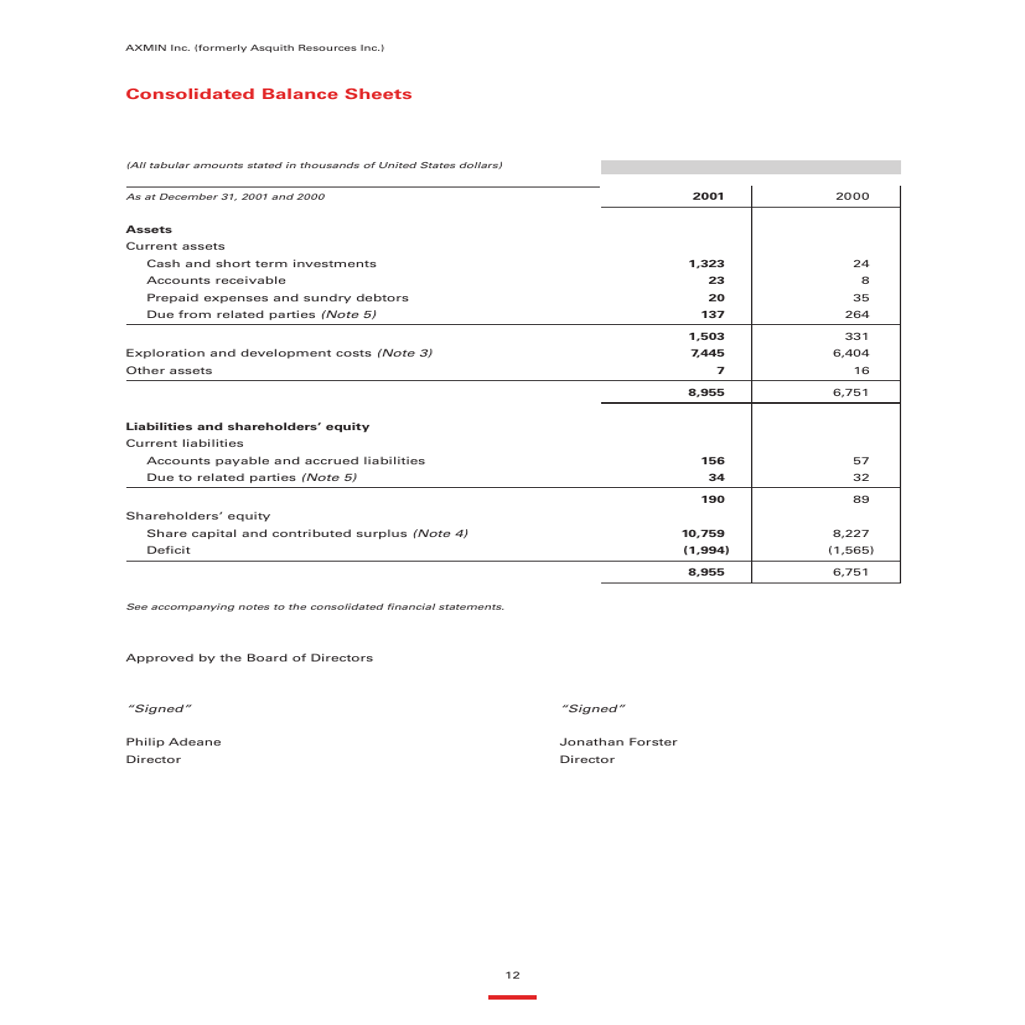 AXMIN Inc. (formerly Asquith Resources Inc.)
Consolidated Balance Sheets
(All tabular amounts stated in thousands of United States dollars)
As at December 31, 2001 and 2000 2001 2000
Assets
Current assets
Cash and short term investments 1,323 24
Accounts receivable 23 8
Prepaid expenses and sundry debtors 20 35
Due from related parties (Note 5) 137 264
1,503 331
Exploration and development costs (Note 3) 7,445 6,404
Other assets 7 16
8,955 6,751
Liabilities and shareholders’ equity
Current liabilities
Accounts payable and accrued liabilities 156 57
Due to related parties (Note 5) 34 32
190 89
Shareholders’ equity
Share capital and contributed surplus (Note 4) 10,759 8,227
Deficit (1,994) (1,565)
8,955 6,751
See accompanying notes to the consolidated financial statements.
Approved by the Board of Directors
“Signed” “Signed”
Philip Adeane Jonathan Forster
Director Director
12